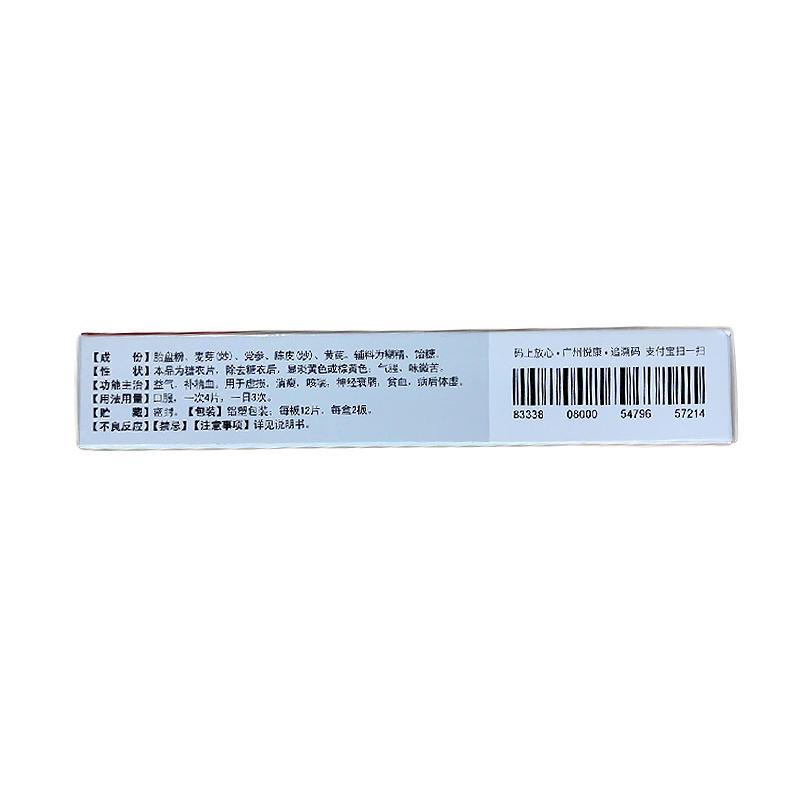 【成　份】胎盘粉、麦芽(炒)、党参、陈皮(炒)、黄芪。辅料为糊精、饴糖。
【性　状】本品为糖衣片，除去糖衣后，显淡黄色或棕黄色；气腥、味微苦。
【功能主治】益气、补精血。用于虚损，消瘦，咳喘，神经衰弱，贫血，病后体虚。
【用法用量】口服。一次4片，一日3次。
【贮　藏】密封。【包装】铝塑包装；每板12片，每盒2板。
【不良反应】【禁忌】【注意事项】详见说明书。
码上放心·广州悦康·追溯码 支付宝扫一扫
83338 08000 54796 57214